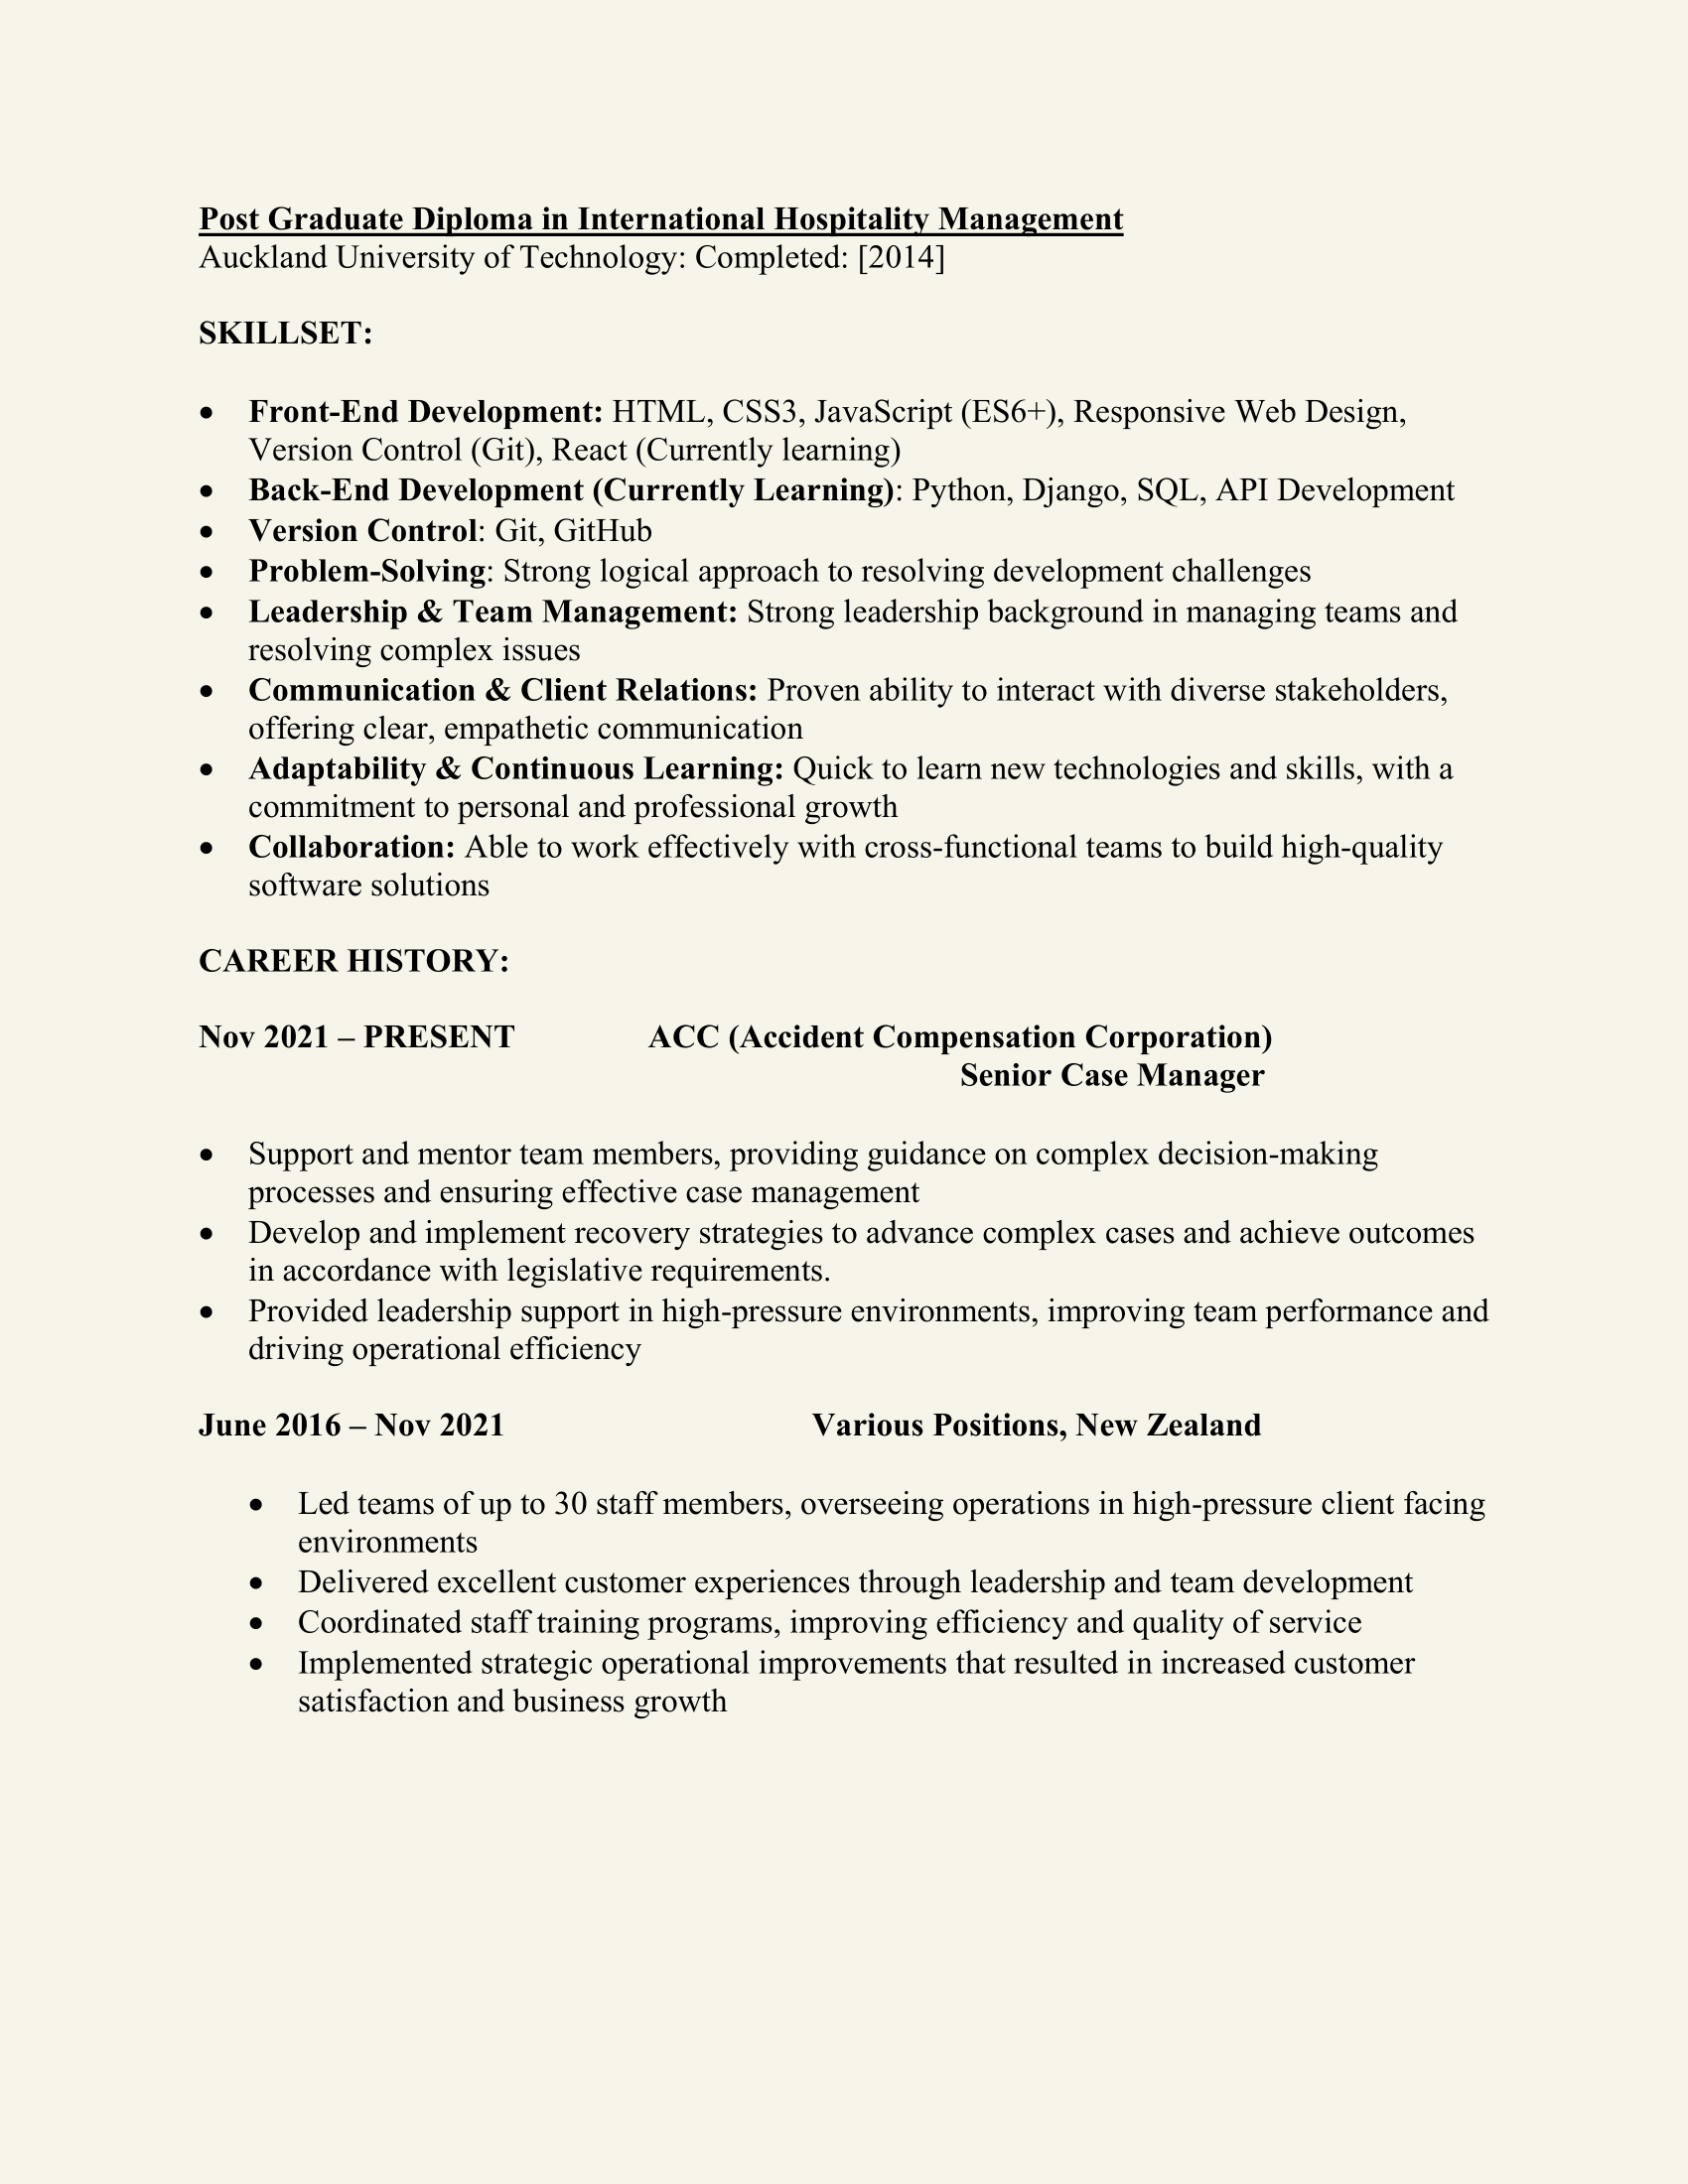 Post Graduate Diploma in International Hospitality Management
Auckland University of Technology: Completed: [2014]
SKILLSET:
• Front-End Development: HTML, CSS3, JavaScript (ES6+), Responsive Web Design,
Version Control (Git), React (Currently learning)
• Back-End Development (Currently Learning): Python, Django, SQL, API Development
• Version Control: Git, GitHub
• Problem-Solving: Strong logical approach to resolving development challenges
• Leadership & Team Management: Strong leadership background in managing teams and
resolving complex issues
• Communication & Client Relations: Proven ability to interact with diverse stakeholders,
offering clear, empathetic communication
• Adaptability & Continuous Learning: Quick to learn new technologies and skills, with a
commitment to personal and professional growth
• Collaboration: Able to work effectively with cross-functional teams to build high-quality
software solutions
CAREER HISTORY:
Nov 2021 – PRESENT ACC (Accident Compensation Corporation)
Senior Case Manager
• Support and mentor team members, providing guidance on complex decision-making
processes and ensuring effective case management
• Develop and implement recovery strategies to advance complex cases and achieve outcomes
in accordance with legislative requirements.
• Provided leadership support in high-pressure environments, improving team performance and
driving operational efficiency
June 2016 – Nov 2021 Various Positions, New Zealand
• Led teams of up to 30 staff members, overseeing operations in high-pressure client facing
environments
• Delivered excellent customer experiences through leadership and team development
• Coordinated staff training programs, improving efficiency and quality of service
• Implemented strategic operational improvements that resulted in increased customer
satisfaction and business growth